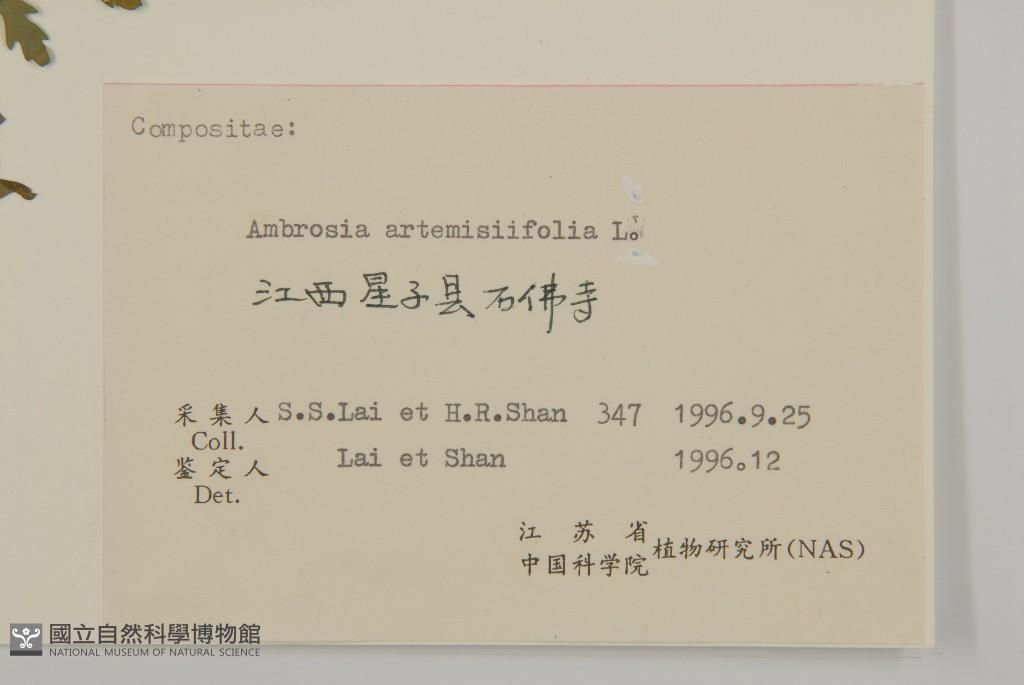 Compositae:
Ambrosia artemisiifolia L.
江西星子县石佛寺
采集人 S.S.Lai et H.R.Shan 347 1996.9.25
Coll.
鉴定人 Lai et Shan 1996.12
Det.
江苏省
中国科学院 植物研究所(NAS)
國立自然科學博物館
NATIONAL MUSEUM OF NATURAL SCIENCE